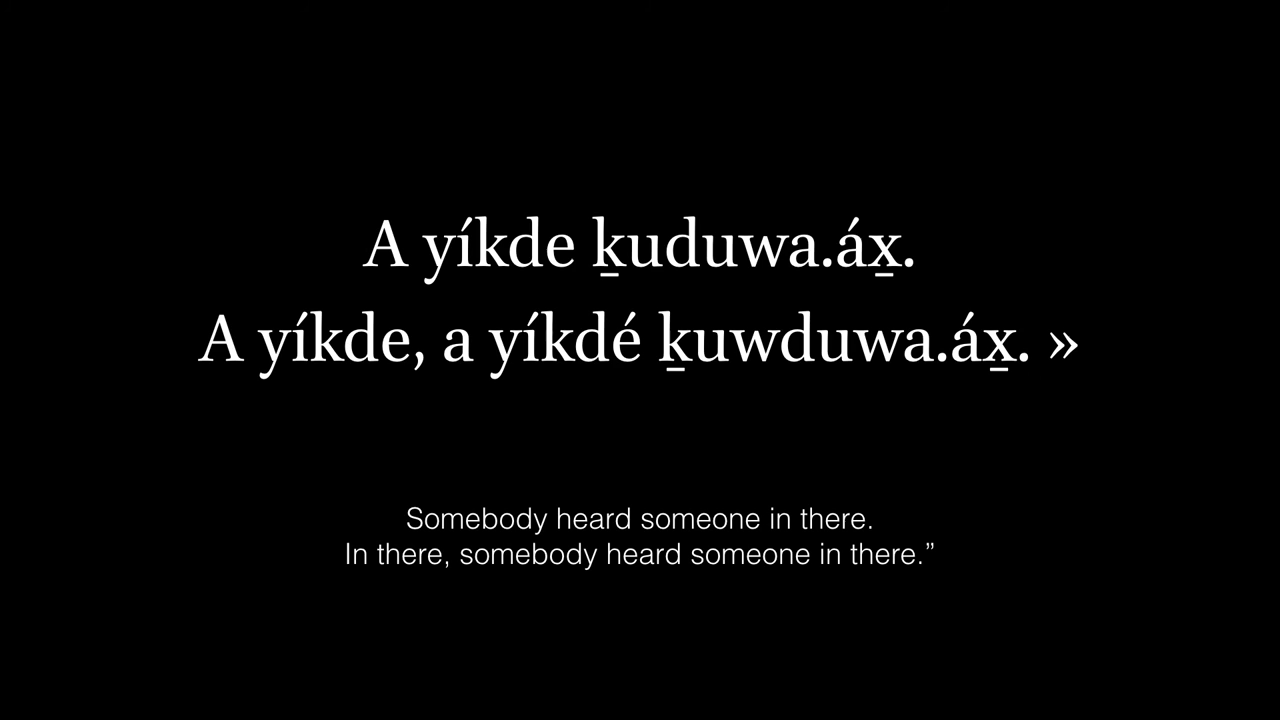 A yíkde ḵuduwa.áx̱.
A yíkde, a yíkdé ḵuwduwa.áx̱. »
Somebody heard someone in there.
In there, somebody heard someone in there.”